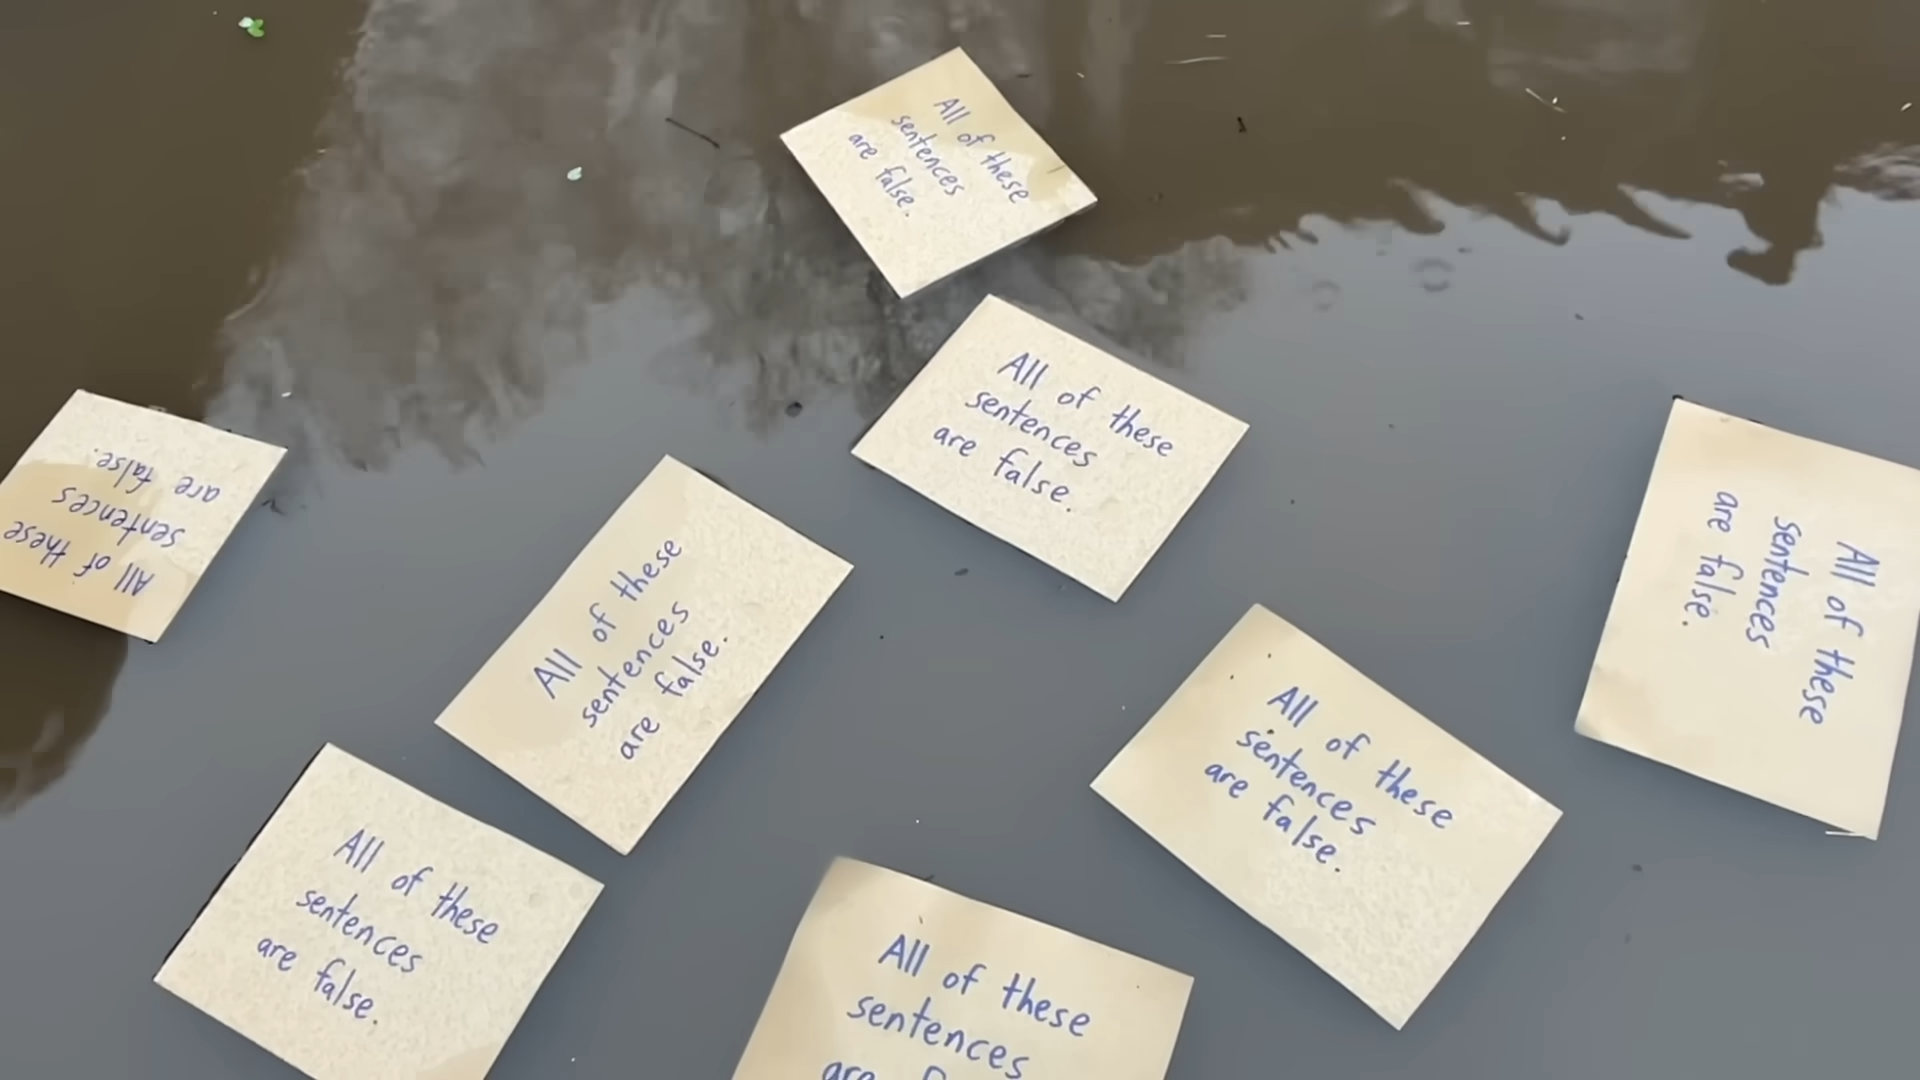 All of these
sentences
are false.
All of these
sentences
are false.
All of these
sentences
are false.
All of these
sentences
are false.
All of these
sentences
are false.
All of these
sentences
are false.
All of these
sentences
are false.
All of these
sentences
are